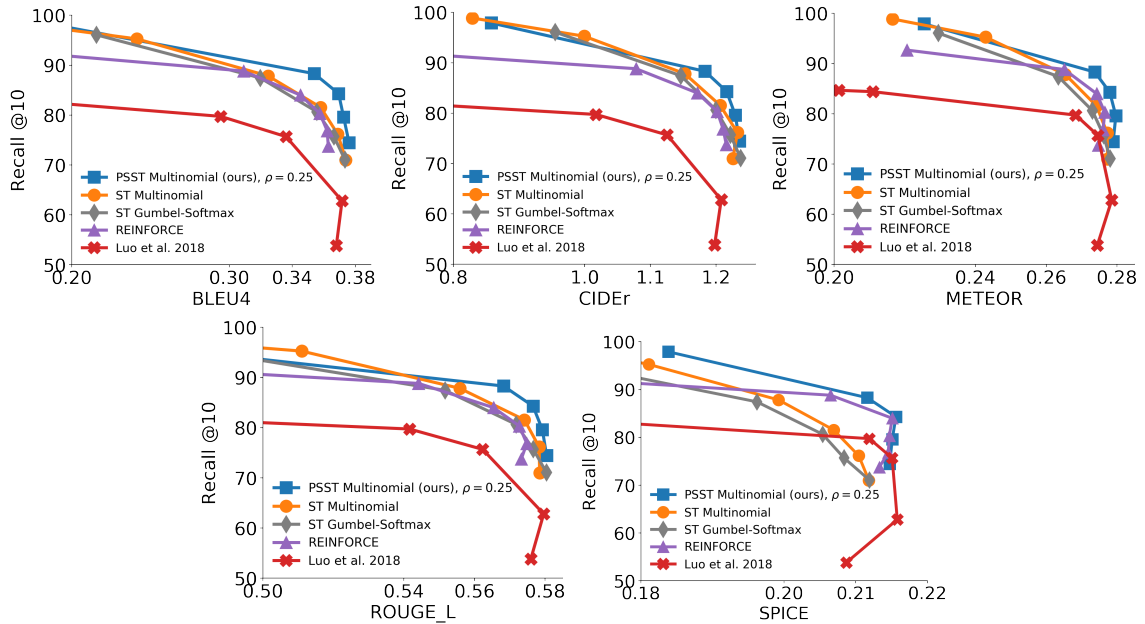 100
90
80
70
60
50
Recall @10
PSST Multinomial (ours), ρ = 0.25
ST Multinomial
ST Gumbel-Softmax
REINFORCE
Luo et al. 2018
0.20 0.30 0.34 0.38
BLEU4
100
90
80
70
60
50
Recall @10
PSST Multinomial (ours), ρ = 0.25
ST Multinomial
ST Gumbel-Softmax
REINFORCE
Luo et al. 2018
0.8 1.0 1.1 1.2
CIDEr
100
90
80
70
60
50
Recall @10
PSST Multinomial (ours), ρ = 0.25
ST Multinomial
ST Gumbel-Softmax
REINFORCE
Luo et al. 2018
0.20 0.24 0.26 0.28
METEOR
100
90
80
70
60
50
Recall @10
PSST Multinomial (ours), ρ = 0.25
ST Multinomial
ST Gumbel-Softmax
REINFORCE
Luo et al. 2018
0.50 0.54 0.56 0.58
ROUGE_L
100
90
80
70
60
50
Recall @10
PSST Multinomial (ours), ρ = 0.25
ST Multinomial
ST Gumbel-Softmax
REINFORCE
Luo et al. 2018
0.18 0.20 0.21 0.22
SPICE